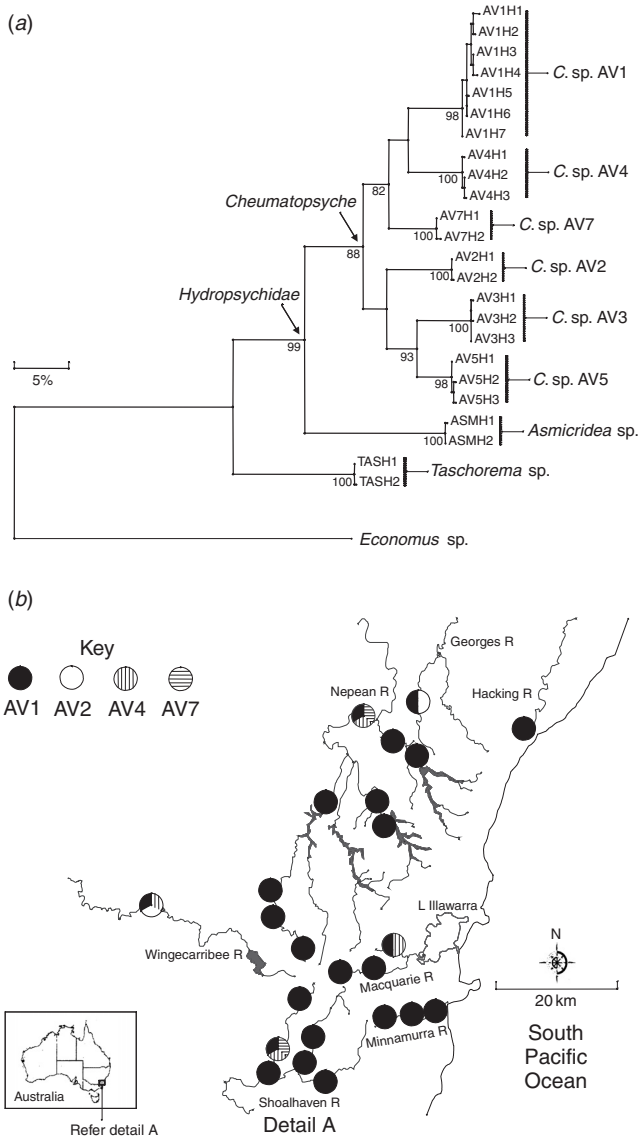 (a)
AV1H1
AV1H2
AV1H3
AV1H4
C. sp. AV1
AV1H5
98
AV1H6
AV1H7
AV4H1
100
AV4H2
C. sp. AV4
AV4H3
82
Cheumatopsyche
AV7H1
C. sp. AV7
100
AV7H2
88
AV2H1
C. sp. AV2
100
AV2H2
Hydropsychidae
AV3H1
AV3H2
C. sp. AV3
100
AV3H3
99
93
AV5H1
98
AV5H2
C. sp. AV5
AV5H3
5%
ASMH1
Asmicridea sp.
100
ASMH2
TASH1
Taschorema sp.
100
TASH2
Economus sp.
(b)
Key
AV1 AV2 AV4 AV7
Georges R
Nepean R
Hacking R
L Illawarra
Wingecarribee R
Macquarie R
N
20 km
Minnamurra R
South
Pacific
Ocean
Australia
Shoalhaven R
Detail A
Refer detail A